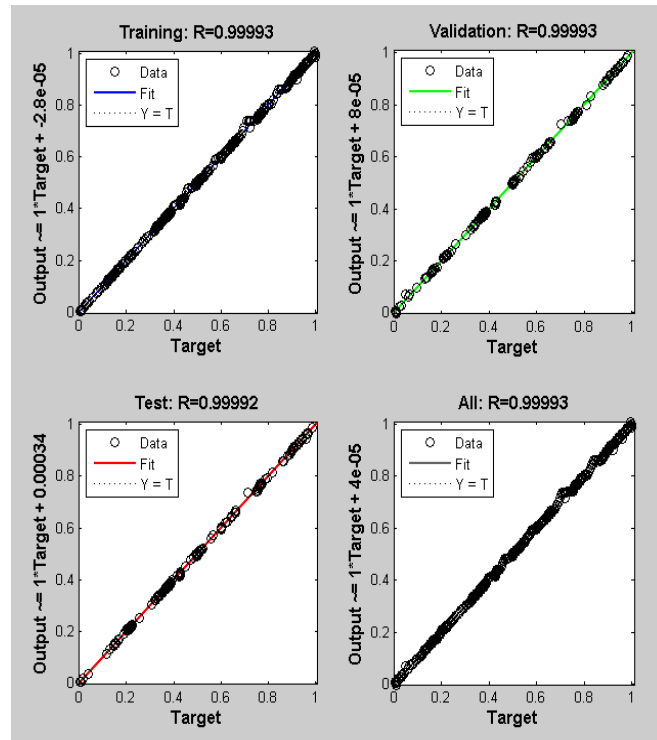 Training: R=0.99993
Output ~= 1*Target + -2.8e-05
1
0.8
0.6
0.4
0.2
0
Data
Fit
Y = T
0
0.2
0.4
0.6
0.8
1
Target
Validation: R=0.99993
Output ~= 1*Target + 8e-05
1
0.8
0.6
0.4
0.2
0
Data
Fit
Y = T
0
0.2
0.4
0.6
0.8
1
Target
Test: R=0.99992
Output ~= 1*Target + 0.00034
1
0.8
0.6
0.4
0.2
0
Data
Fit
Y = T
0
0.2
0.4
0.6
0.8
1
Target
All: R=0.99993
Output ~= 1*Target + 4e-05
1
0.8
0.6
0.4
0.2
0
Data
Fit
Y = T
0
0.2
0.4
0.6
0.8
1
Target